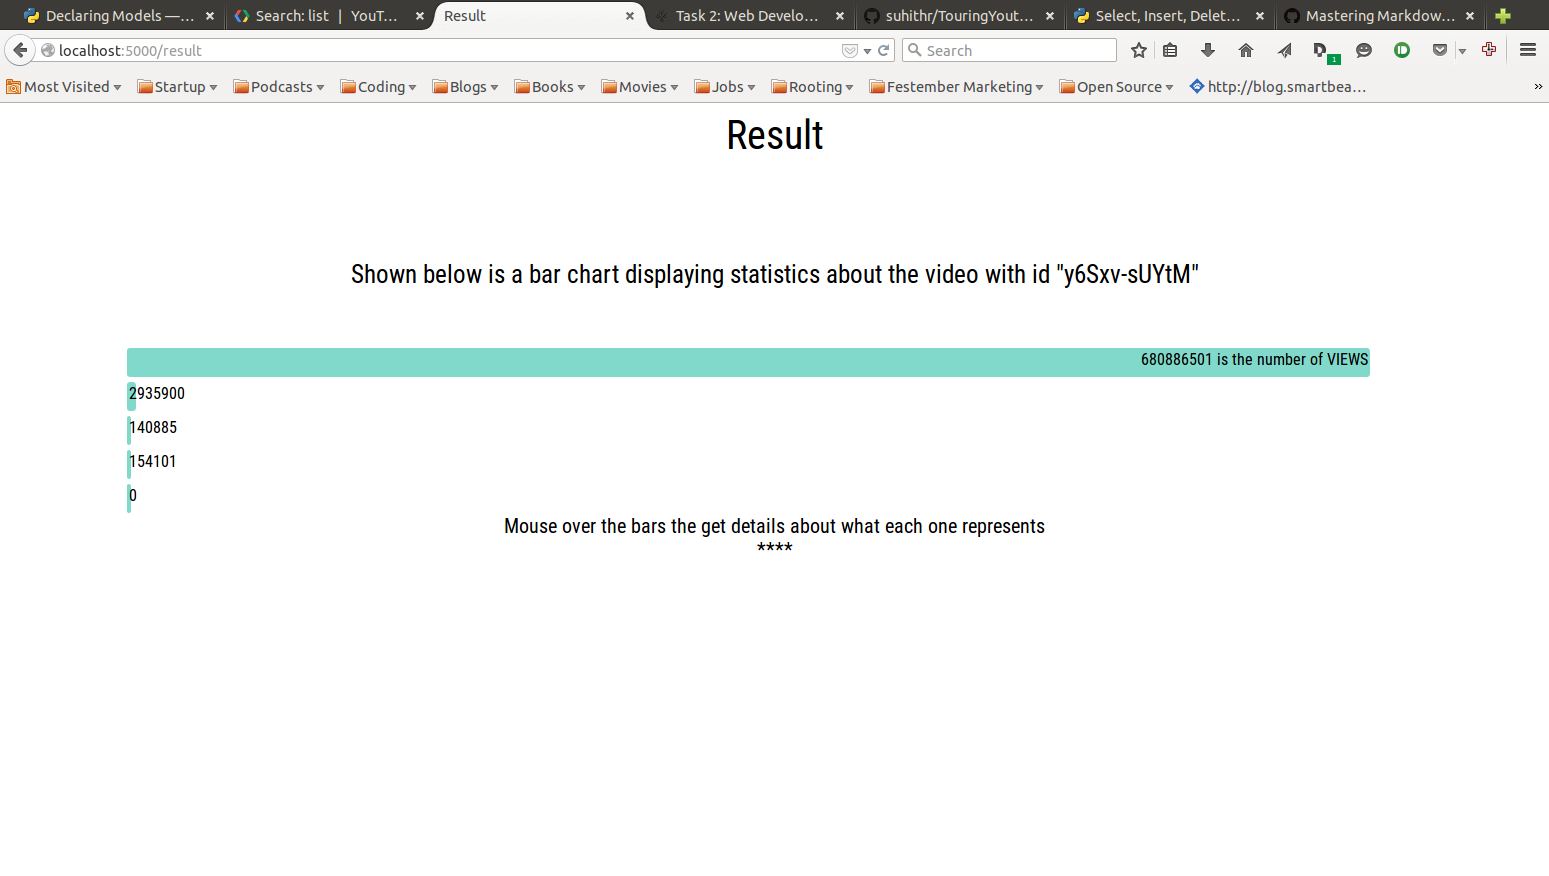 Declaring Models —...
Search: list | YouT...
Result
Task 2: Web Develo...
suhithr/TouringYout...
Select, Insert, Delet...
Mastering Markdow...
localhost:5000/result
Search
1
Most Visited
Startup
Podcasts
Coding
Blogs
Books
Movies
Jobs
Rooting
Festember Marketing
Open Source
http://blog.smartbea...
»
Result
Shown below is a bar chart displaying statistics about the video with id "y6Sxv-sUYtM"
680886501 is the number of VIEWS
2935900
140885
154101
0
Mouse over the bars the get details about what each one represents
****